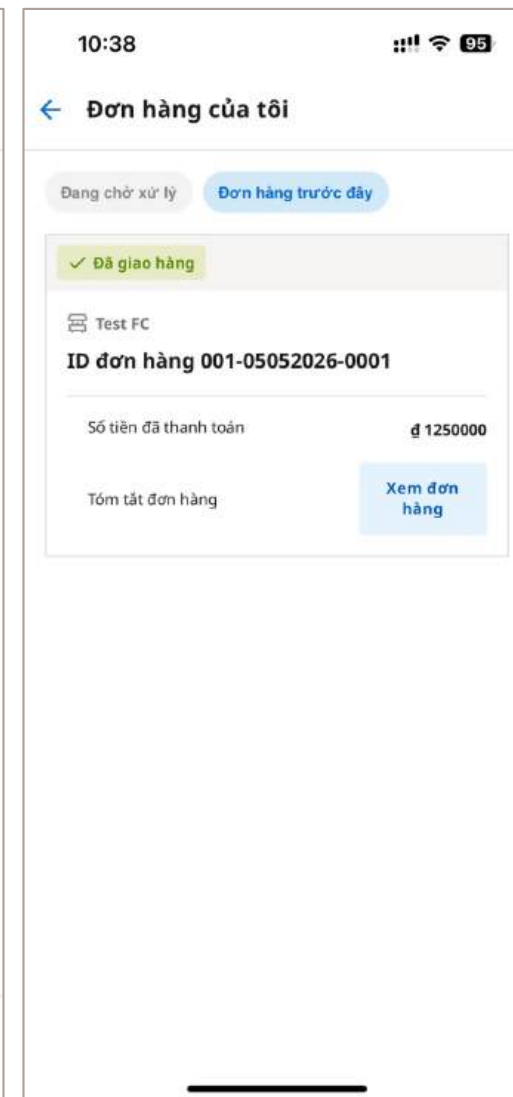 10:38
95
Đơn hàng của tôi
Đang chờ xử lý
Đơn hàng trước đây
Đã giao hàng
Test FC
ID đơn hàng 001-05052026-0001
Số tiền đã thanh toán
₫ 1250000
Tóm tắt đơn hàng
Xem đơn
hàng